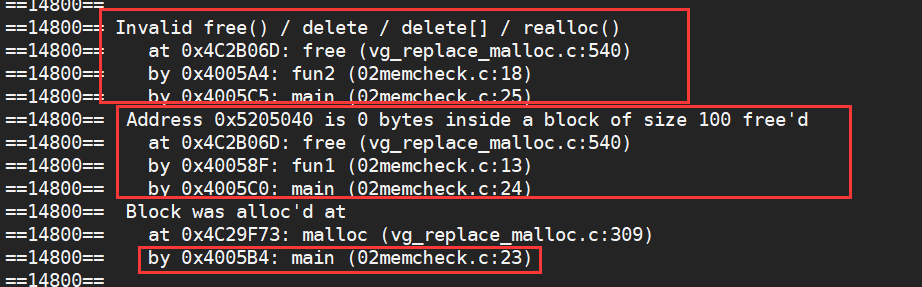 ==14800==
==14800== Invalid free() / delete / delete[] / realloc()
==14800==    at 0x4C2B06D: free (vg_replace_malloc.c:540)
==14800==    by 0x4005A4: fun2 (02memcheck.c:18)
==14800==    by 0x4005C5: main (02memcheck.c:25)
==14800==  Address 0x5205040 is 0 bytes inside a block of size 100 free'd
==14800==    at 0x4C2B06D: free (vg_replace_malloc.c:540)
==14800==    by 0x40058F: fun1 (02memcheck.c:13)
==14800==    by 0x4005C0: main (02memcheck.c:24)
==14800==  Block was alloc'd at
==14800==    at 0x4C29F73: malloc (vg_replace_malloc.c:309)
==14800==    by 0x4005B4: main (02memcheck.c:23)
==14800==